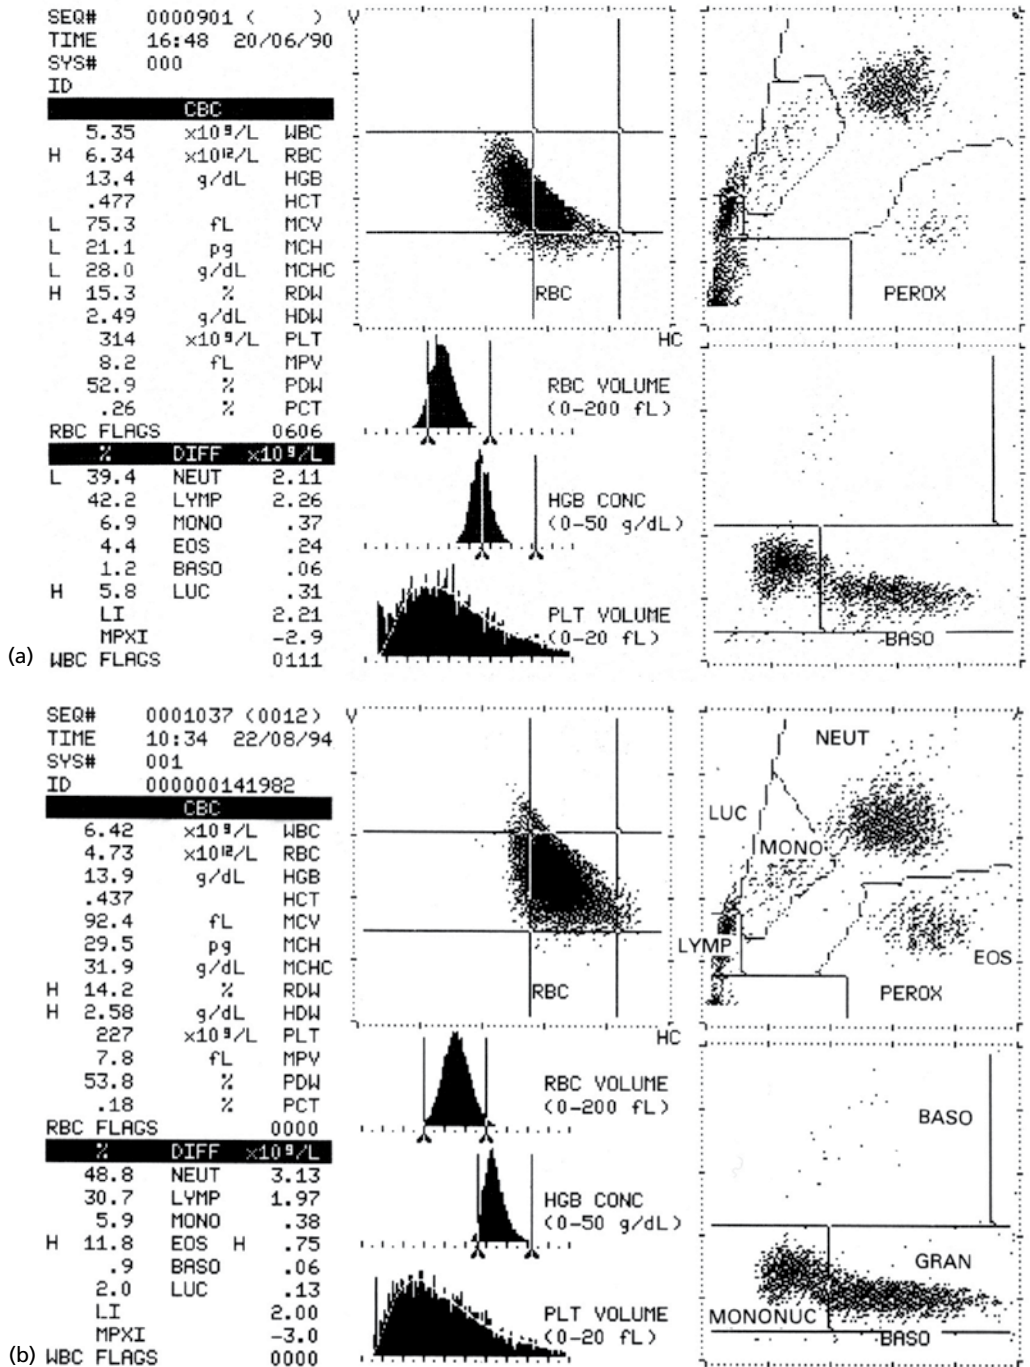 SEQ# 0000901 ( )
TIME 16:48 20/06/90
SYS# 000
ID
CBC
5.35 x10⁹/L WBC
H 6.34 x10¹²/L RBC
13.4 g/dL HGB
.477 HCT
L 75.3 fL MCV
L 21.1 pg MCH
L 28.0 g/dL MCHC
H 15.3 % RDW
2.49 g/dL HDW
314 x10⁹/L PLT
8.2 fL MPV
52.9 % PDW
.26 % PCT
RBC FLAGS 0606
% DIFF x10⁹/L
L 39.4 NEUT 2.11
42.2 LYMP 2.26
6.9 MONO .37
4.4 EOS .24
1.2 BASO .06
H 5.8 LUC .31
LI 2.21
MPXI -2.9
(a) WBC FLAGS 0111
V
RBC
HC
RBC VOLUME
(0-200 fL)
HGB CONC
(0-50 g/dL)
PLT VOLUME
(0-20 fL)
PEROX
BASO
SEQ# 0001037 (0012)
TIME 10:34 22/08/94
SYS# 001
ID 000000141982
CBC
6.42 x10⁹/L WBC
4.73 x10¹²/L RBC
13.9 g/dL HGB
.437 HCT
92.4 fL MCV
29.5 pg MCH
31.9 g/dL MCHC
H 14.2 % RDW
H 2.58 g/dL HDW
227 x10⁹/L PLT
7.8 fL MPV
53.8 % PDW
.18 % PCT
RBC FLAGS 0000
% DIFF x10⁹/L
48.8 NEUT 3.13
30.7 LYMP 1.97
5.9 MONO .38
H 11.8 EOS H .75
.9 BASO .06
2.0 LUC .13
LI 2.00
MPXI -3.0
(b) WBC FLAGS 0000
V
RBC
HC
RBC VOLUME
(0-200 fL)
HGB CONC
(0-50 g/dL)
PLT VOLUME
(0-20 fL)
NEUT
LUC
MONO
LYMP
EOS
PEROX
BASO
GRAN
MONONUC
BASO